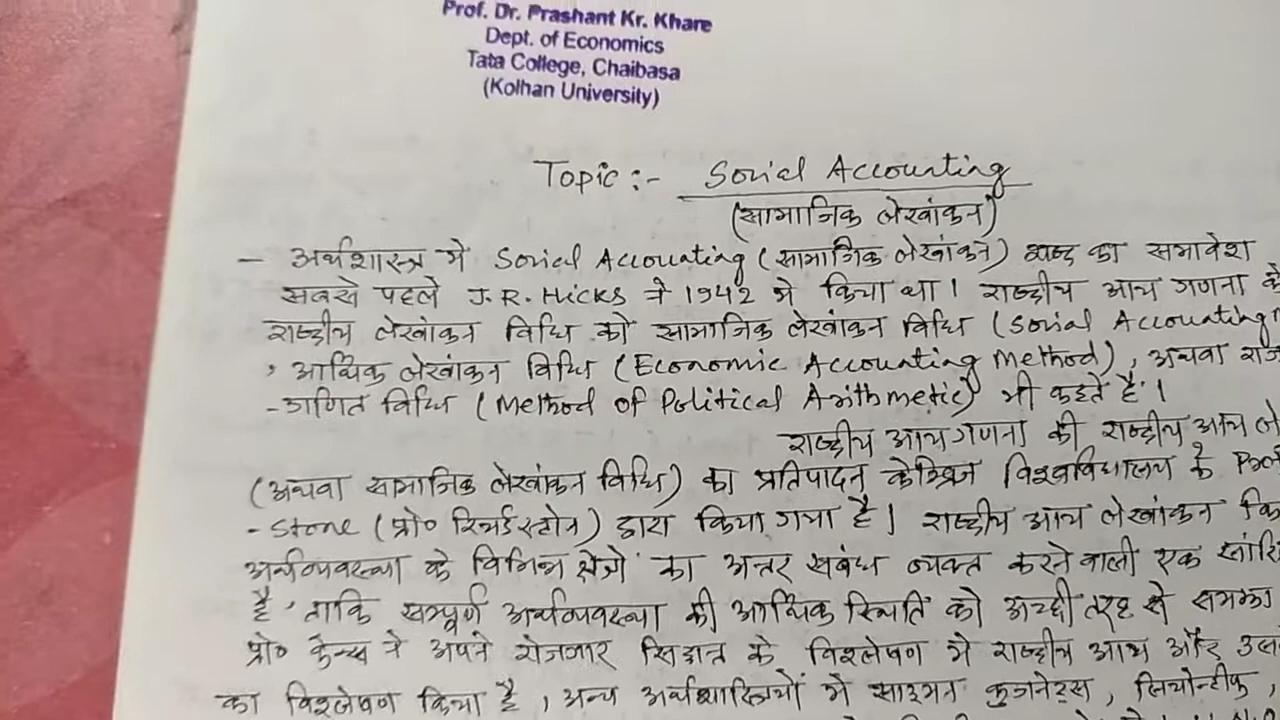 Prof. Dr. Prashant Kr. Khare
Dept. of Economics
Tata College, Chaibasa
(Kolhan University)
Topic :- Social Accounting
(सामाजिक लेखांकन)
- अर्थशास्त्र मे Social Accounting (सामाजिक लेखांकन) शब्द का समावेश
सबसे पहले J.R. Hicks ने 1942 मे किया था। राष्ट्रीय आय गणना के
राष्ट्रीय लेखांकन विधि को सामाजिक लेखांकन विधि (Social Accounting
, आर्थिक लेखांकन विधि (Economic Accounting Method), अथवा राज
-गणित विधि (Method of Political Arithmetic) भी कहते है।
राष्ट्रीय आय गणना की राष्ट्रीय आय ले
(अथवा सामाजिक लेखांकन विधि) का प्रतिपादन केम्ब्रिज विश्वविद्यालय के Prof
- Stone (प्रो० रिचर्ड स्टोन) द्वारा किया गया है। राष्ट्रीय आय लेखांकन कि
अर्थव्यवस्था के विभिन्न क्षेत्रो का अन्तर संबंध व्यक्त करने वाली एक सांखि
है, ताकि सम्पूर्ण अर्थव्यवस्था की आर्थिक स्थिति को अच्छी तरह से समझा
प्रो० केन्स ने अपने रोजगार सिद्धान्त के विश्लेषण मे राष्ट्रीय आय और उस
का विश्लेषण किया है, अन्य अर्थशास्त्रियों मे साइमन कुजनेट्स, लियोन्टीफ,